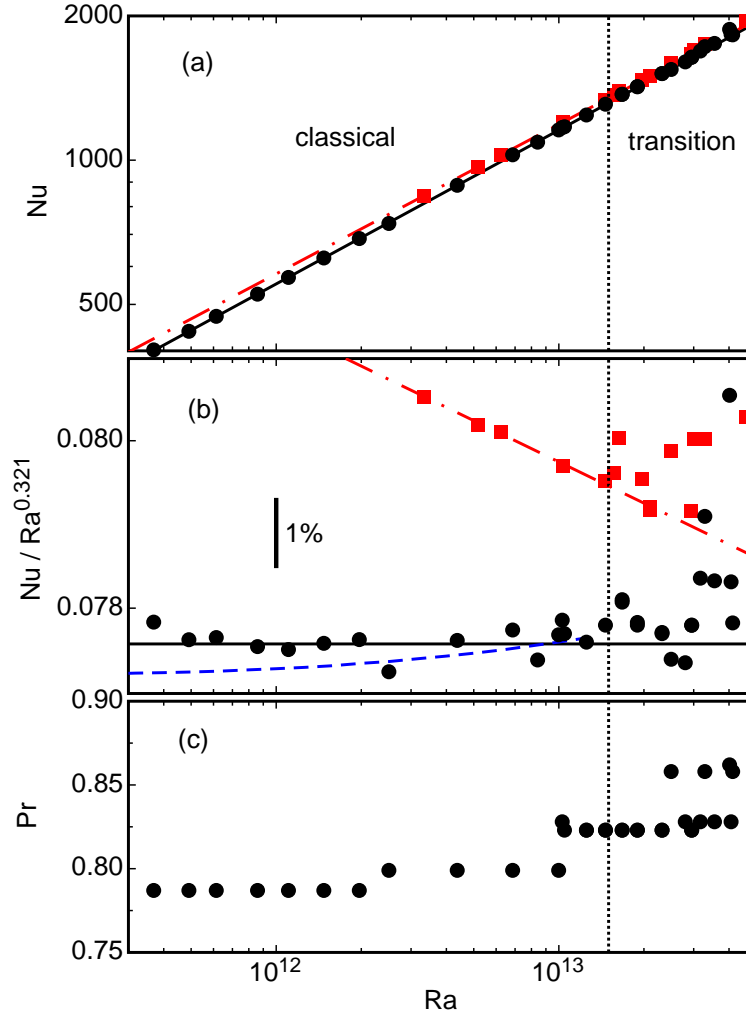 2000
(a)
classical
transition
1000
Nu
500
(b)
0.080
Nu / Ra^0.321
1%
0.078
0.90
(c)
0.85
Pr
0.80
0.75
10^12
10^13
Ra